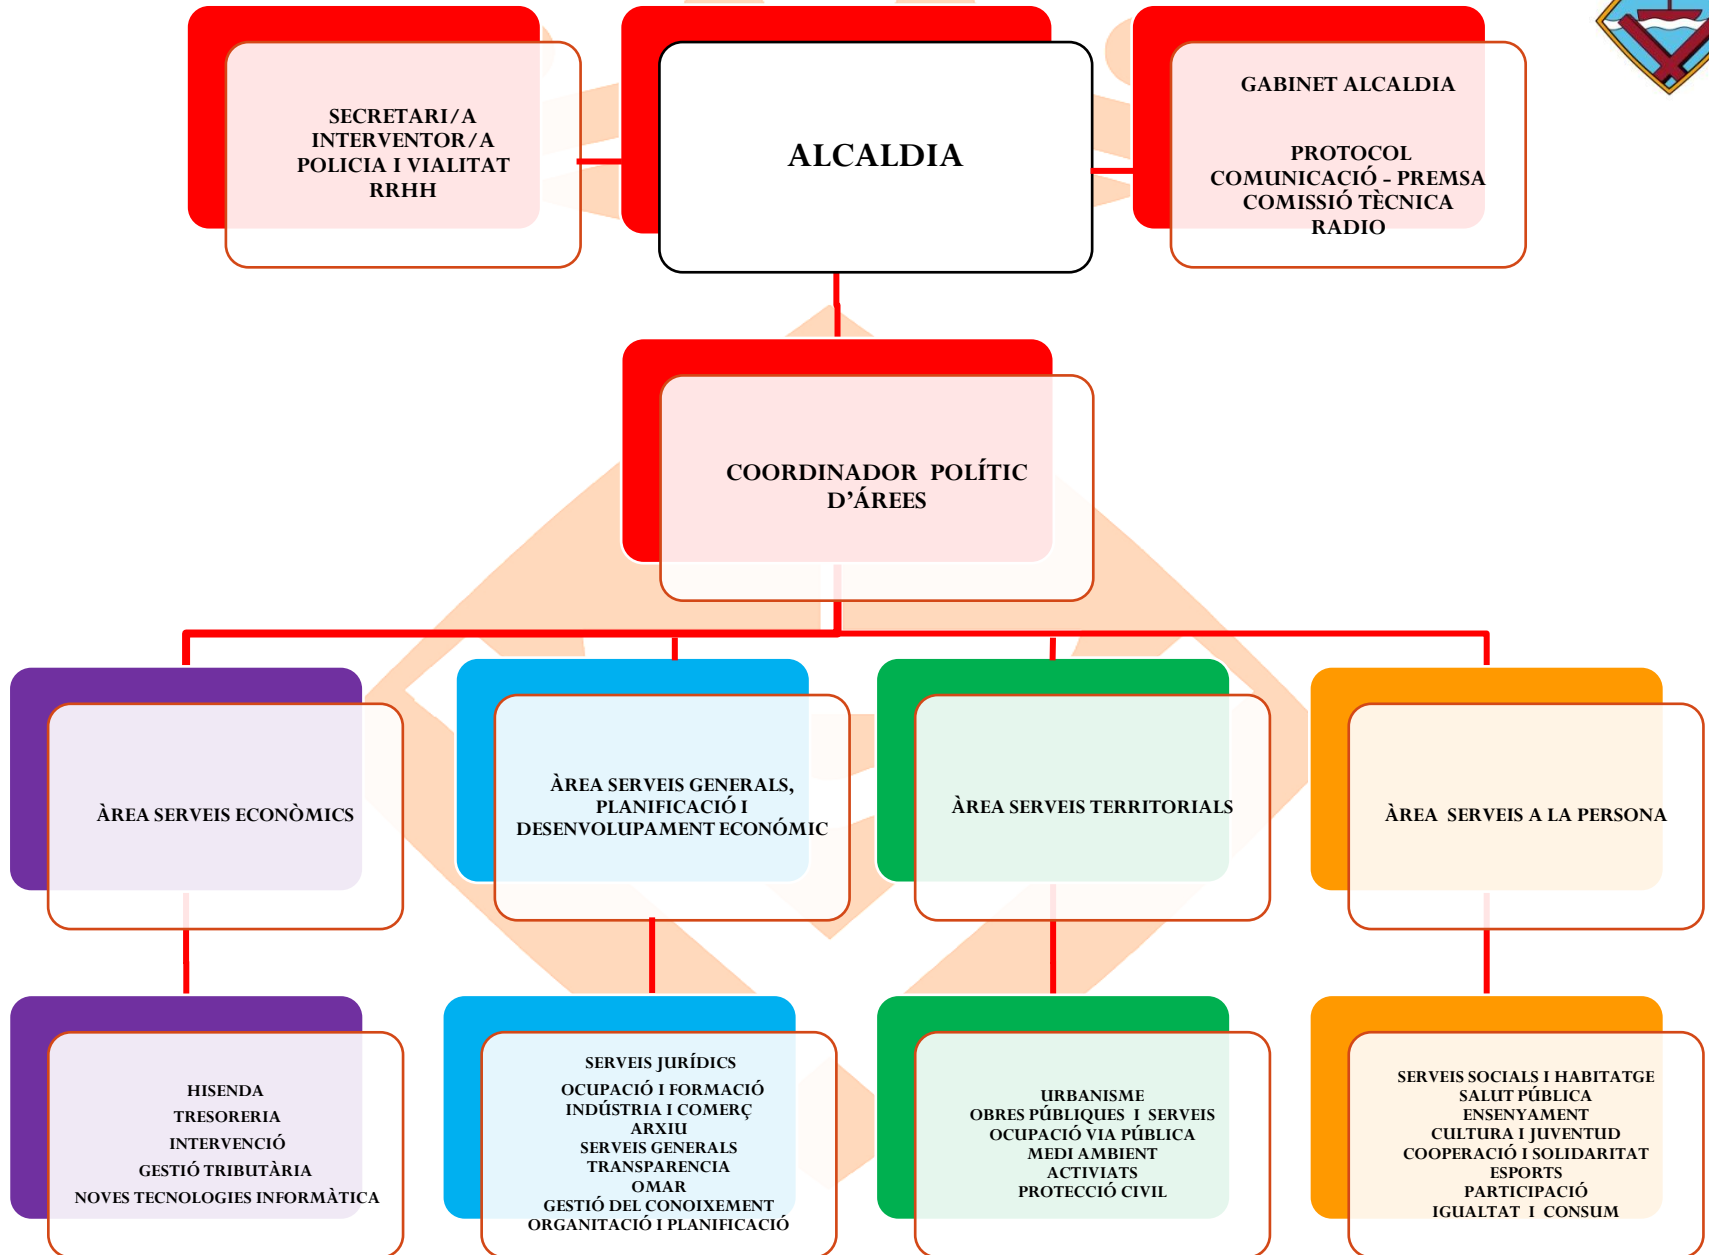 SECRETARI/A
INTERVENTOR/A
POLICIA I VIALITAT
RRHH
ALCALDIA
GABINET ALCALDIA
PROTOCOL
COMUNICACIÓ - PREMSA
COMISSIÓ TÈCNICA
RADIO
COORDINADOR POLÍTIC
D'ÁREES
ÀREA SERVEIS ECONÒMICS
ÀREA SERVEIS GENERALS,
PLANIFICACIÓ I
DESENVOLUPAMENT ECONÓMIC
ÀREA SERVEIS TERRITORIALS
ÀREA SERVEIS A LA PERSONA
HISENDA
TRESORERIA
INTERVENCIÓ
GESTIÓ TRIBUTÀRIA
NOVES TECNOLOGIES INFORMÀTICA
SERVEIS JURÍDICS
OCUPACIÓ I FORMACIÓ
INDÚSTRIA I COMERÇ
ARXIU
SERVEIS GENERALS
TRANSPARENCIA
OMAR
GESTIÓ DEL CONOIXEMENT
ORGANITACIÓ I PLANIFICACIÓ
URBANISME
OBRES PÚBLIQUES I SERVEIS
OCUPACIÓ VIA PÚBLICA
MEDI AMBIENT
ACTIVIATS
PROTECCIÓ CIVIL
SERVEIS SOCIALS I HABITATGE
SALUT PÚBLICA
ENSENYAMENT
CULTURA I JUVENTUD
COOPERACIÓ I SOLIDARITAT
ESPORTS
PARTICIPACIÓ
IGUALTAT I CONSUM